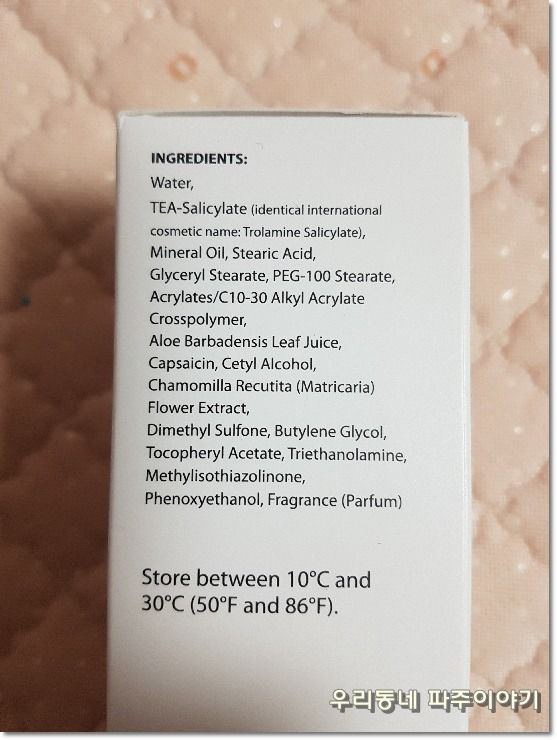 INGREDIENTS:
Water,
TEA-Salicylate (identical international
cosmetic name: Trolamine Salicylate),
Mineral Oil, Stearic Acid,
Glyceryl Stearate, PEG-100 Stearate,
Acrylates/C10-30 Alkyl Acrylate
Crosspolymer,
Aloe Barbadensis Leaf Juice,
Capsaicin, Cetyl Alcohol,
Chamomilla Recutita (Matricaria)
Flower Extract,
Dimethyl Sulfone, Butylene Glycol,
Tocopheryl Acetate, Triethanolamine,
Methylisothiazolinone,
Phenoxyethanol, Fragrance (Parfum)
Store between 10°C and
30°C (50°F and 86°F).
우리동네 파주이야기